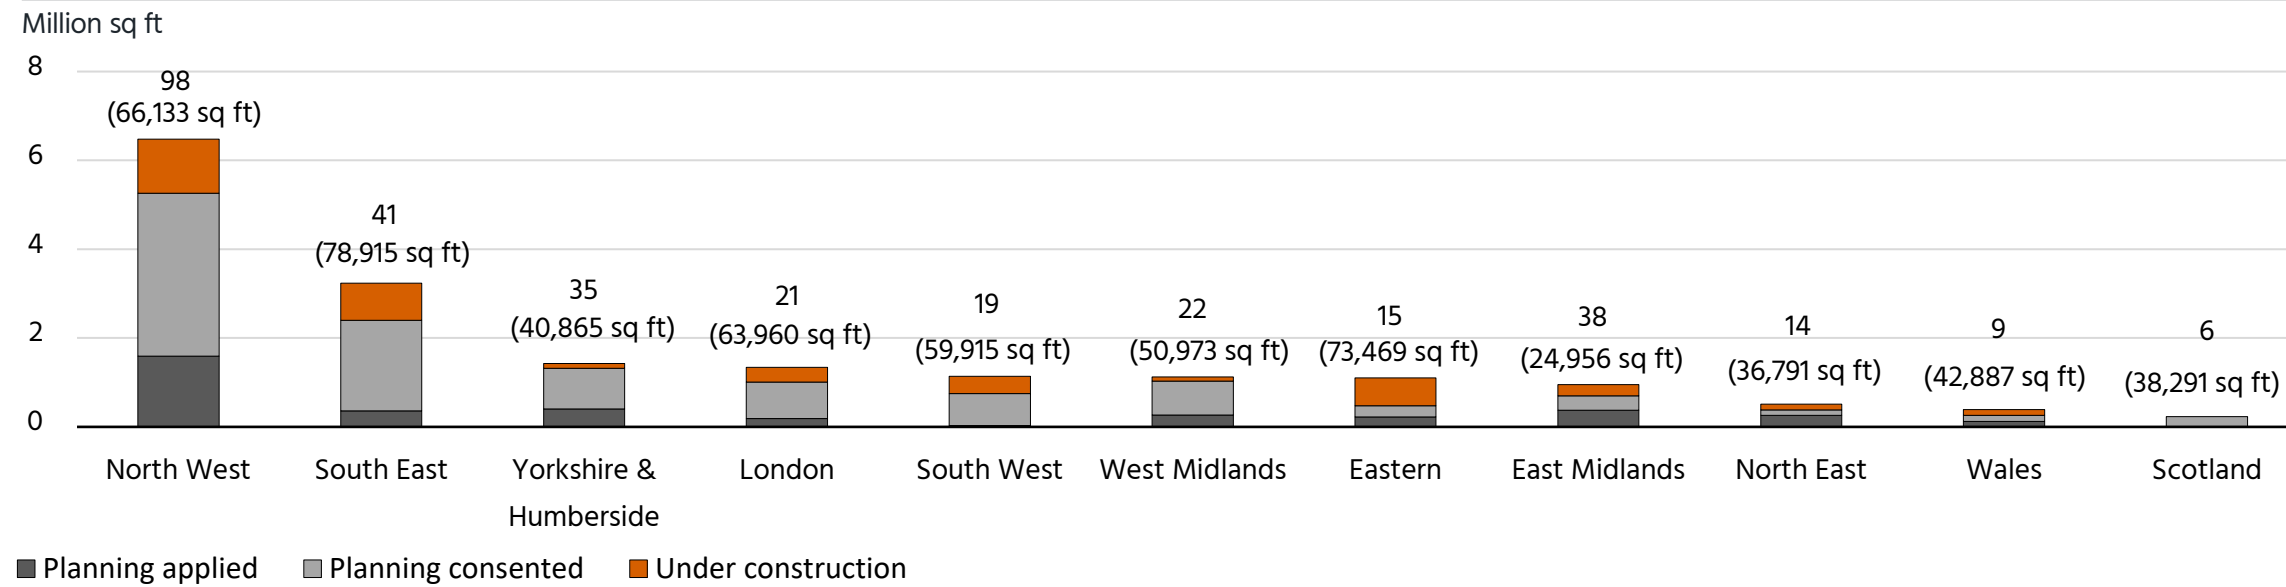 Million sq ft
8
6
4
2
0
98
(66,133 sq ft)
41
(78,915 sq ft)
35
(40,865 sq ft)
21
(63,960 sq ft)
19
(59,915 sq ft)
22
(50,973 sq ft)
15
(73,469 sq ft)
38
(24,956 sq ft)
14
(36,791 sq ft)
9
(42,887 sq ft)
6
(38,291 sq ft)
North West
South East
Yorkshire &
Humberside
London
South West
West Midlands
Eastern
East Midlands
North East
Wales
Scotland
Planning applied
Planning consented
Under construction